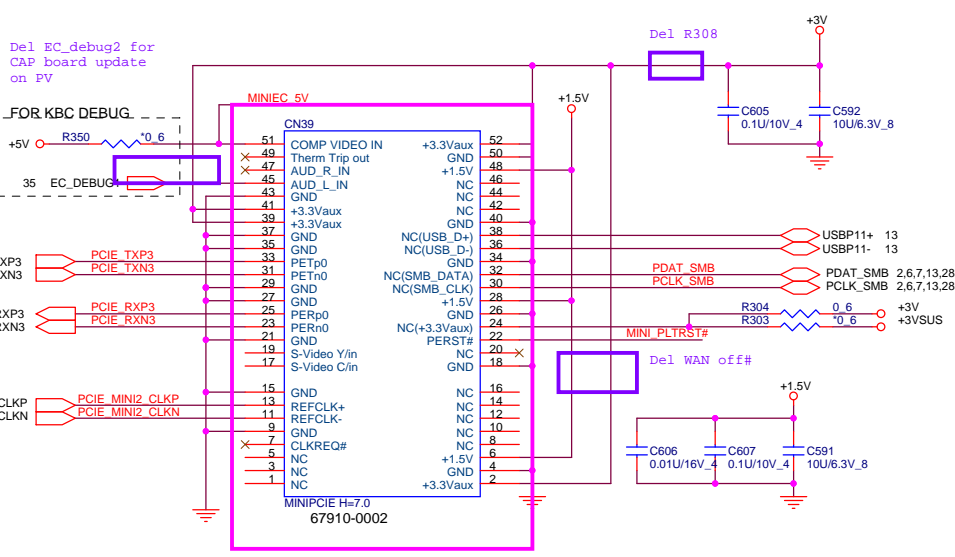 +3V
Del R308
Del EC_debug2 for
CAP board update
on PV
C605
0.1U/10V_4
C592
10U/6.3V_8
FOR KBC DEBUG
MINIEC_5V
+1.5V
CN39
+5V R350 *0_6
51 COMP VIDEO IN +3.3Vaux 52
49 Therm Trip out GND 50
47 AUD_R_IN +1.5V 48
35 EC_DEBUG1 45 AUD_L_IN NC 46
43 GND NC 44
41 +3.3Vaux NC 42
39 +3.3Vaux GND 40
37 GND NC(USB_D+) 38 USBP11+ 13
35 GND NC(USB_D-) 36 USBP11- 13
XP3 PCIE_TXP3 33 PETp0 GND 34
TXN3 PCIE_TXN3 31 PETn0 NC(SMB_DATA) 32 PDAT_SMB PDAT_SMB 2,6,7,13,28
29 GND NC(SMB_CLK) 30 PCLK_SMB PCLK_SMB 2,6,7,13,28
27 GND +1.5V 28
RXP3 PCIE_RXP3 25 PERp0 GND 26 R304 0_6 +3V
RXN3 PCIE_RXN3 23 PERn0 NC(+3.3Vaux) 24 R303 *0_6 +3VSUS
21 GND PERST# 22 MINI_PLTRST#
19 S-Video Y/in NC 20
17 S-Video C/in GND 18
Del WAN off#
15 GND NC 16
CLKP PCIE_MINI2_CLKP 13 REFCLK+ NC 14
CLKN PCIE_MINI2_CLKN 11 REFCLK- NC 12
9 GND NC 10
7 CLKREQ# NC 8
5 NC +1.5V 6
3 NC GND 4
1 NC +3.3Vaux 2
+1.5V
C606
0.01U/16V_4
C607
0.1U/10V_4
C591
10U/6.3V_8
MINIPCIE H=7.0
67910-0002